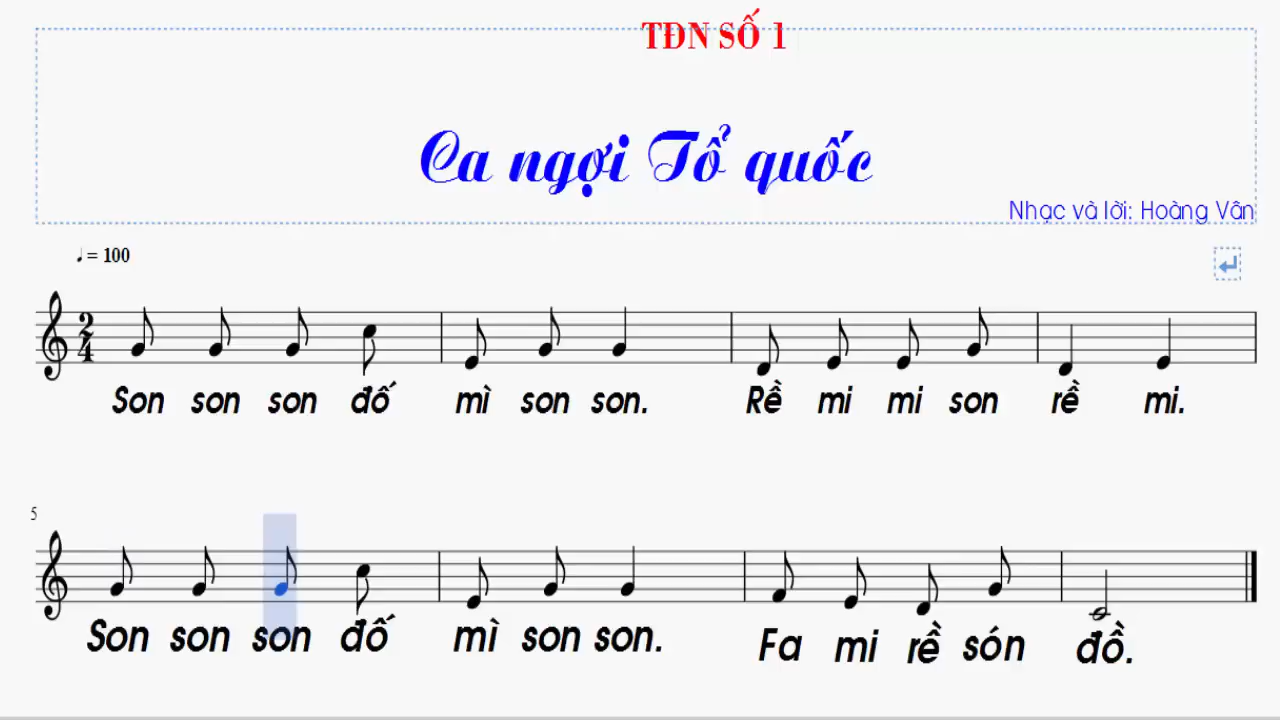 TĐN SỐ 1
Ca ngợi Tổ quốc
Nhạc và lời: Hoàng Vân
♩ = 100
2
4
Son son son đố mì son son. Rề mi mi son rề mi.
5
Son son son đố mì son son. Fa mi rề són đồ.